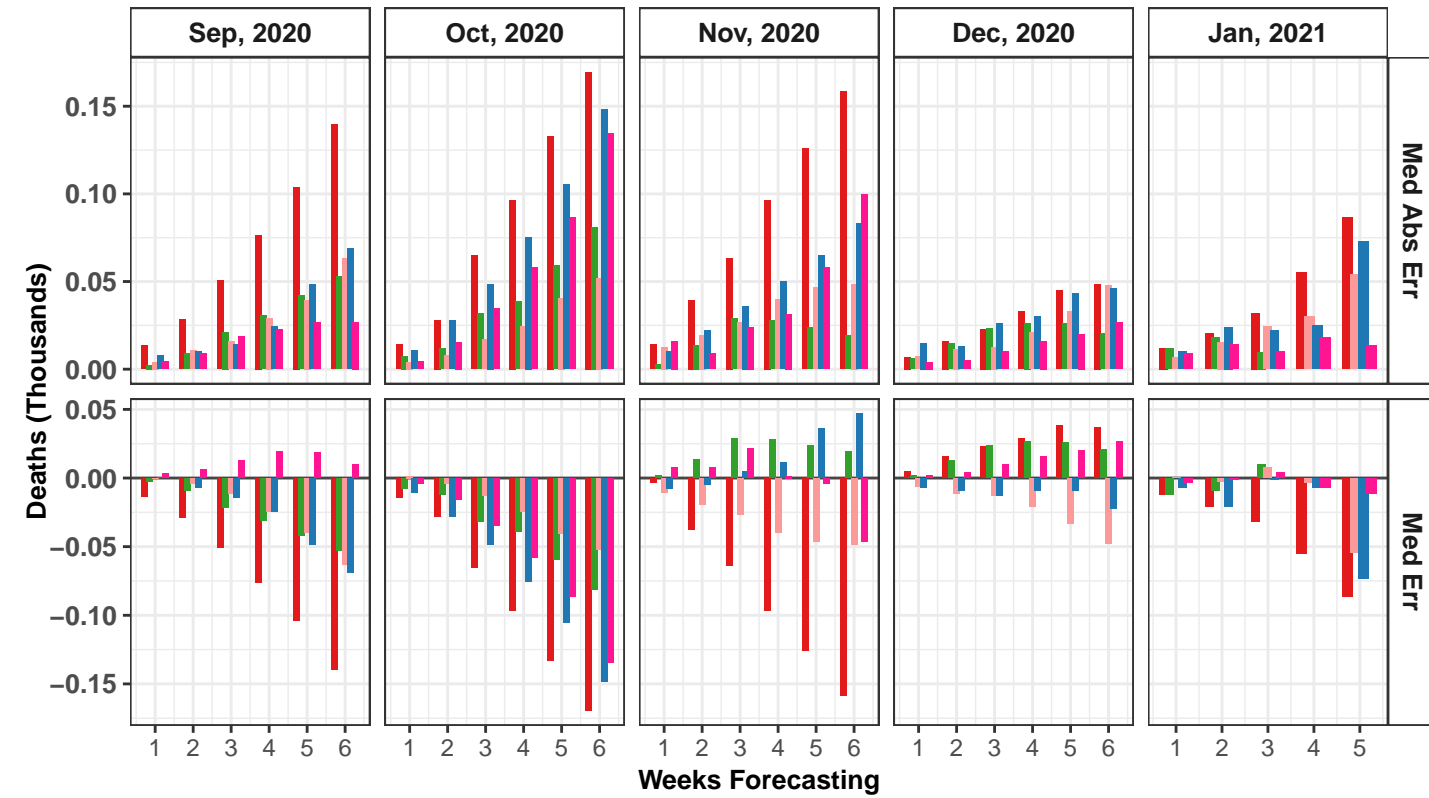 Sep, 2020 Oct, 2020 Nov, 2020 Dec, 2020 Jan, 2021
Deaths (Thousands)
0.15
0.10
0.05
0.00
Med Abs Err
0.05
0.00
−0.05
−0.10
−0.15
Med Err
1 2 3 4 5 6 1 2 3 4 5 6 1 2 3 4 5 6 1 2 3 4 5 6 1 2 3 4 5
Weeks Forecasting